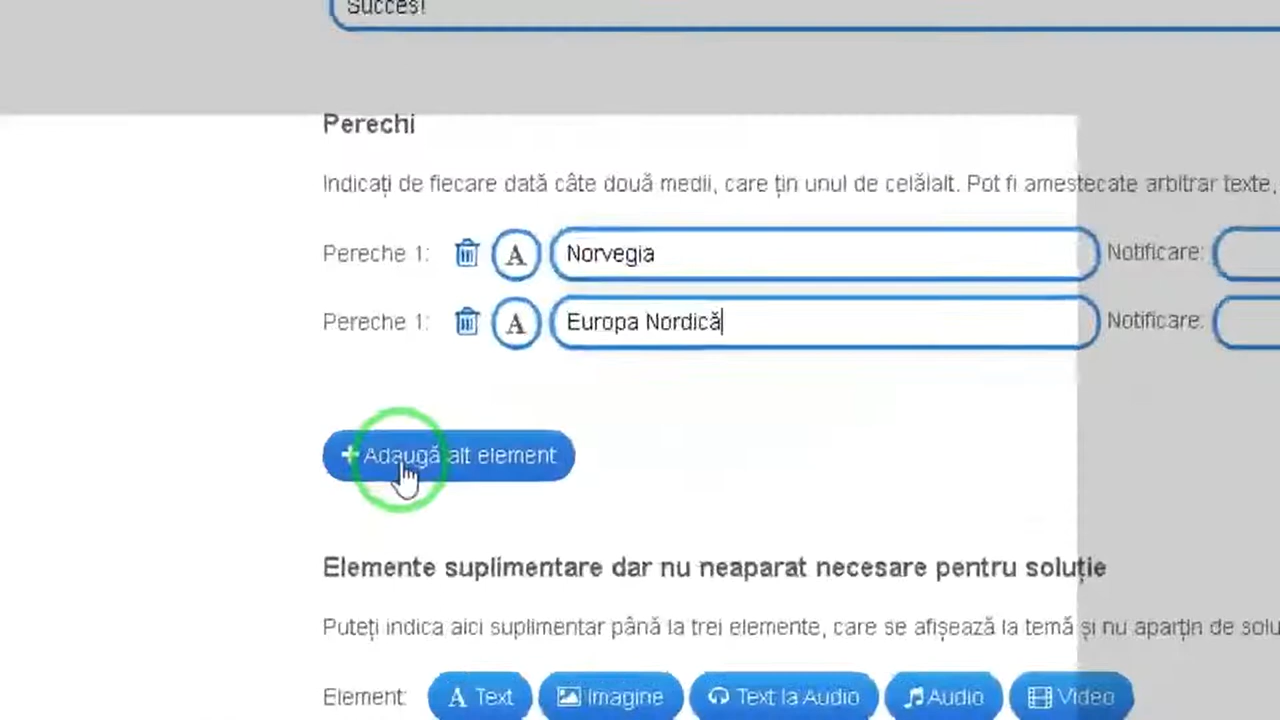 Succes!
Perechi
Indicați de fiecare dată câte două medii, care țin unul de celălalt. Pot fi amestecate arbitrar texte,
Pereche 1: A Norvegia Notificare:
Pereche 1: A Europa Nordică Notificare:
+ Adaugă alt element
Elemente suplimentare dar nu neaparat necesare pentru soluție
Puteți indica aici suplimentar până la trei elemente, care se afișează la temă și nu aparțin de solu
Element: A Text Imagine Text la Audio Audio Video